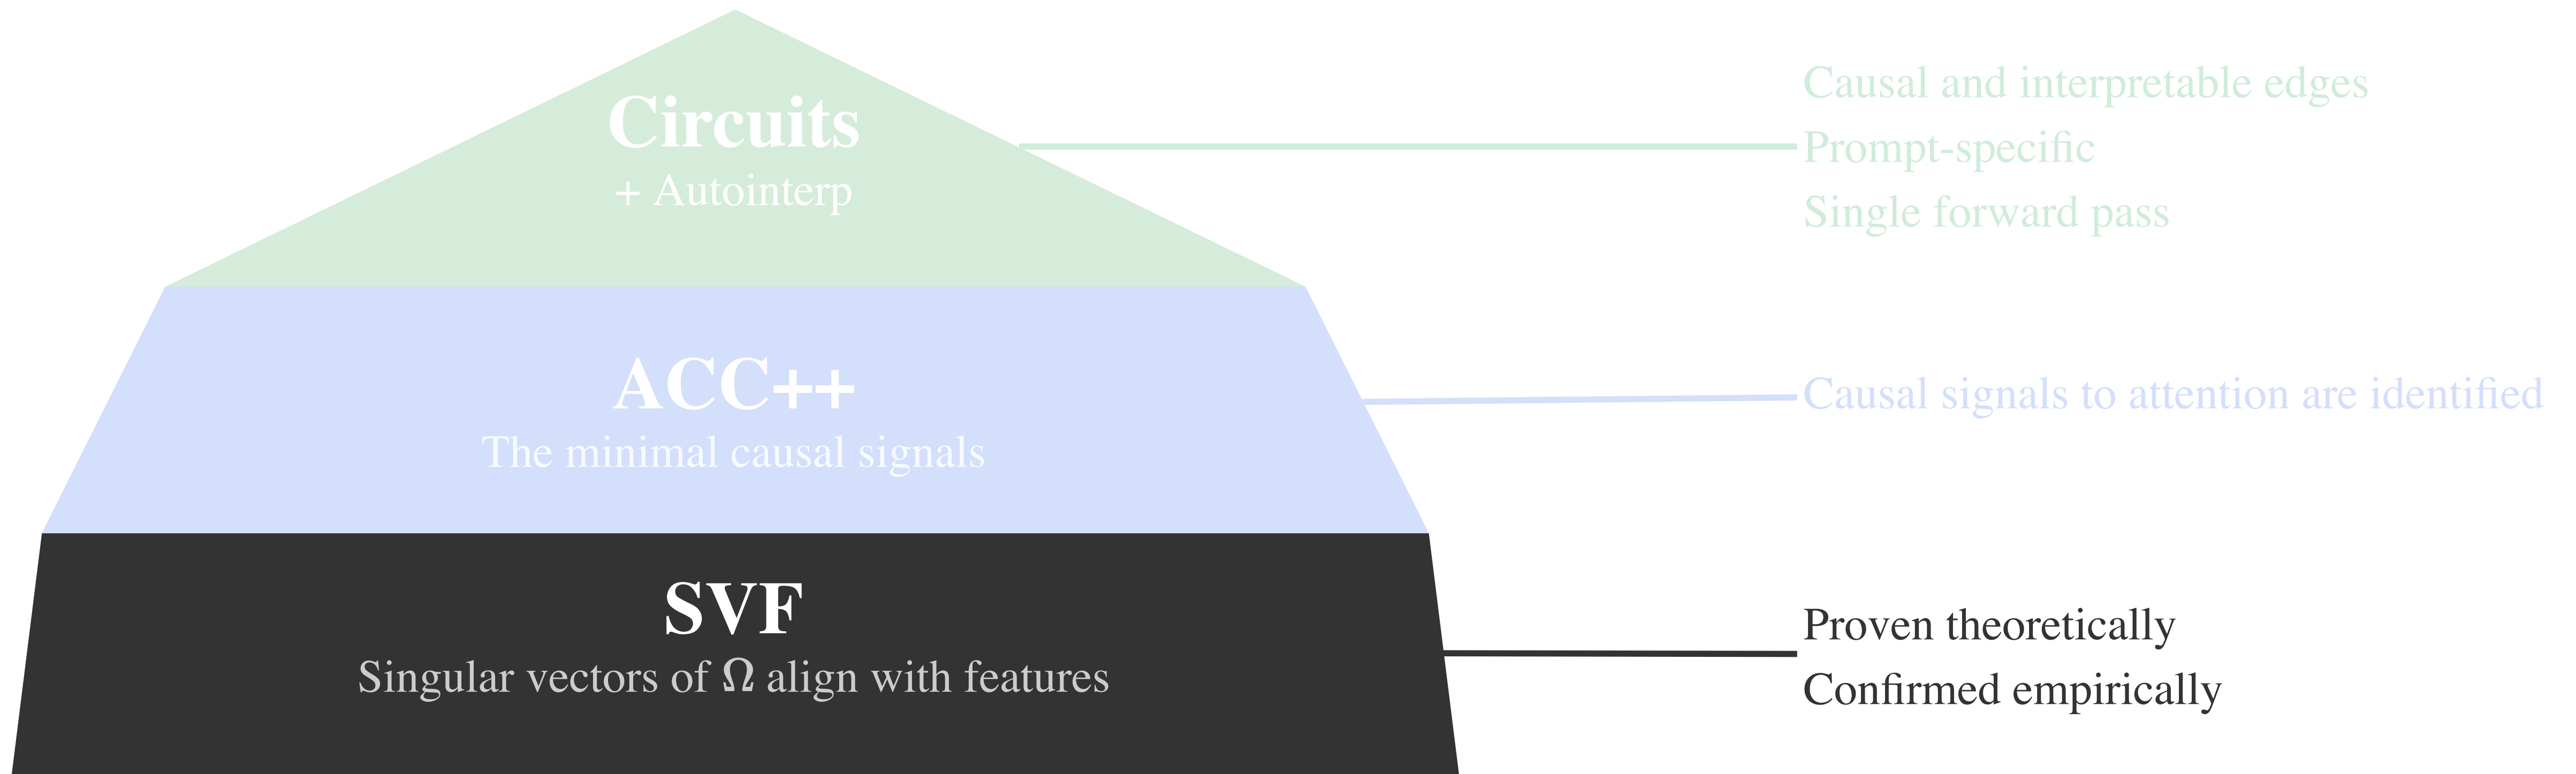 Circuits
+ Autointerp
Causal and interpretable edges
Prompt-specific
Single forward pass
ACC++
The minimal causal signals
Causal signals to attention are identified
SVF
Singular vectors of Ω align with features
Proven theoretically
Confirmed empirically